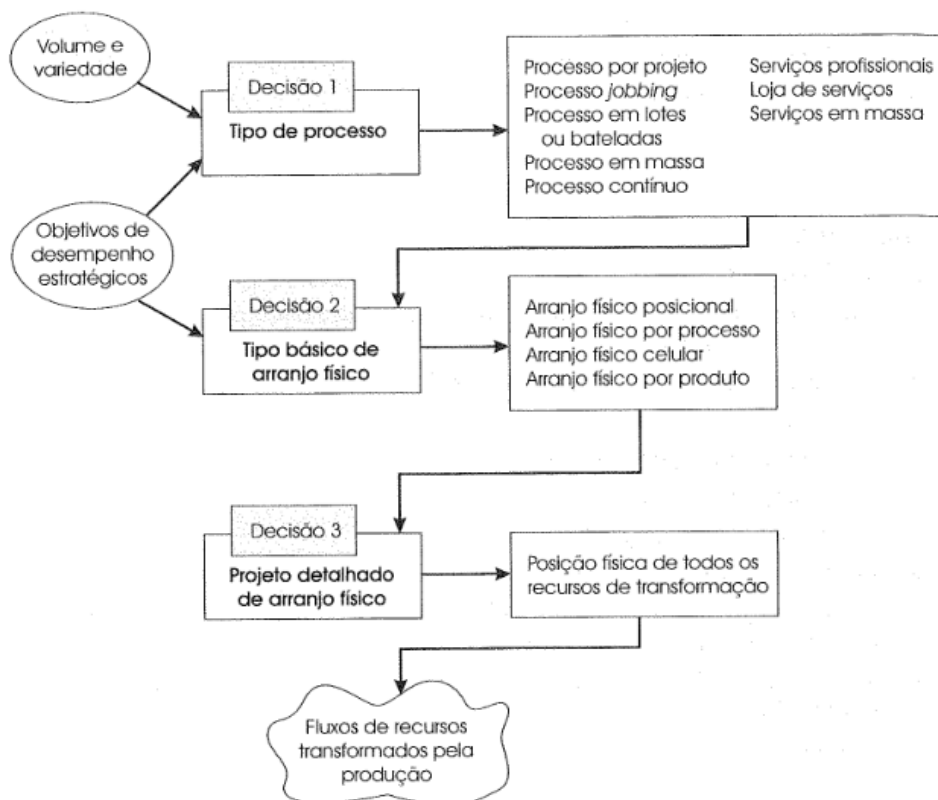 Volume e
variedade
Decisão 1
Tipo de processo
Processo por projeto
Processo jobbing
Processo em lotes
ou bateladas
Processo em massa
Processo contínuo
Serviços profissionais
Loja de serviços
Serviços em massa
Objetivos de
desempenho
estratégicos
Decisão 2
Tipo básico de
arranjo físico
Arranjo físico posicional
Arranjo físico por processo
Arranjo físico celular
Arranjo físico por produto
Decisão 3
Projeto detalhado
de arranjo físico
Posição física de todos os
recursos de transformação
Fluxos de recursos
transformados pela
produção